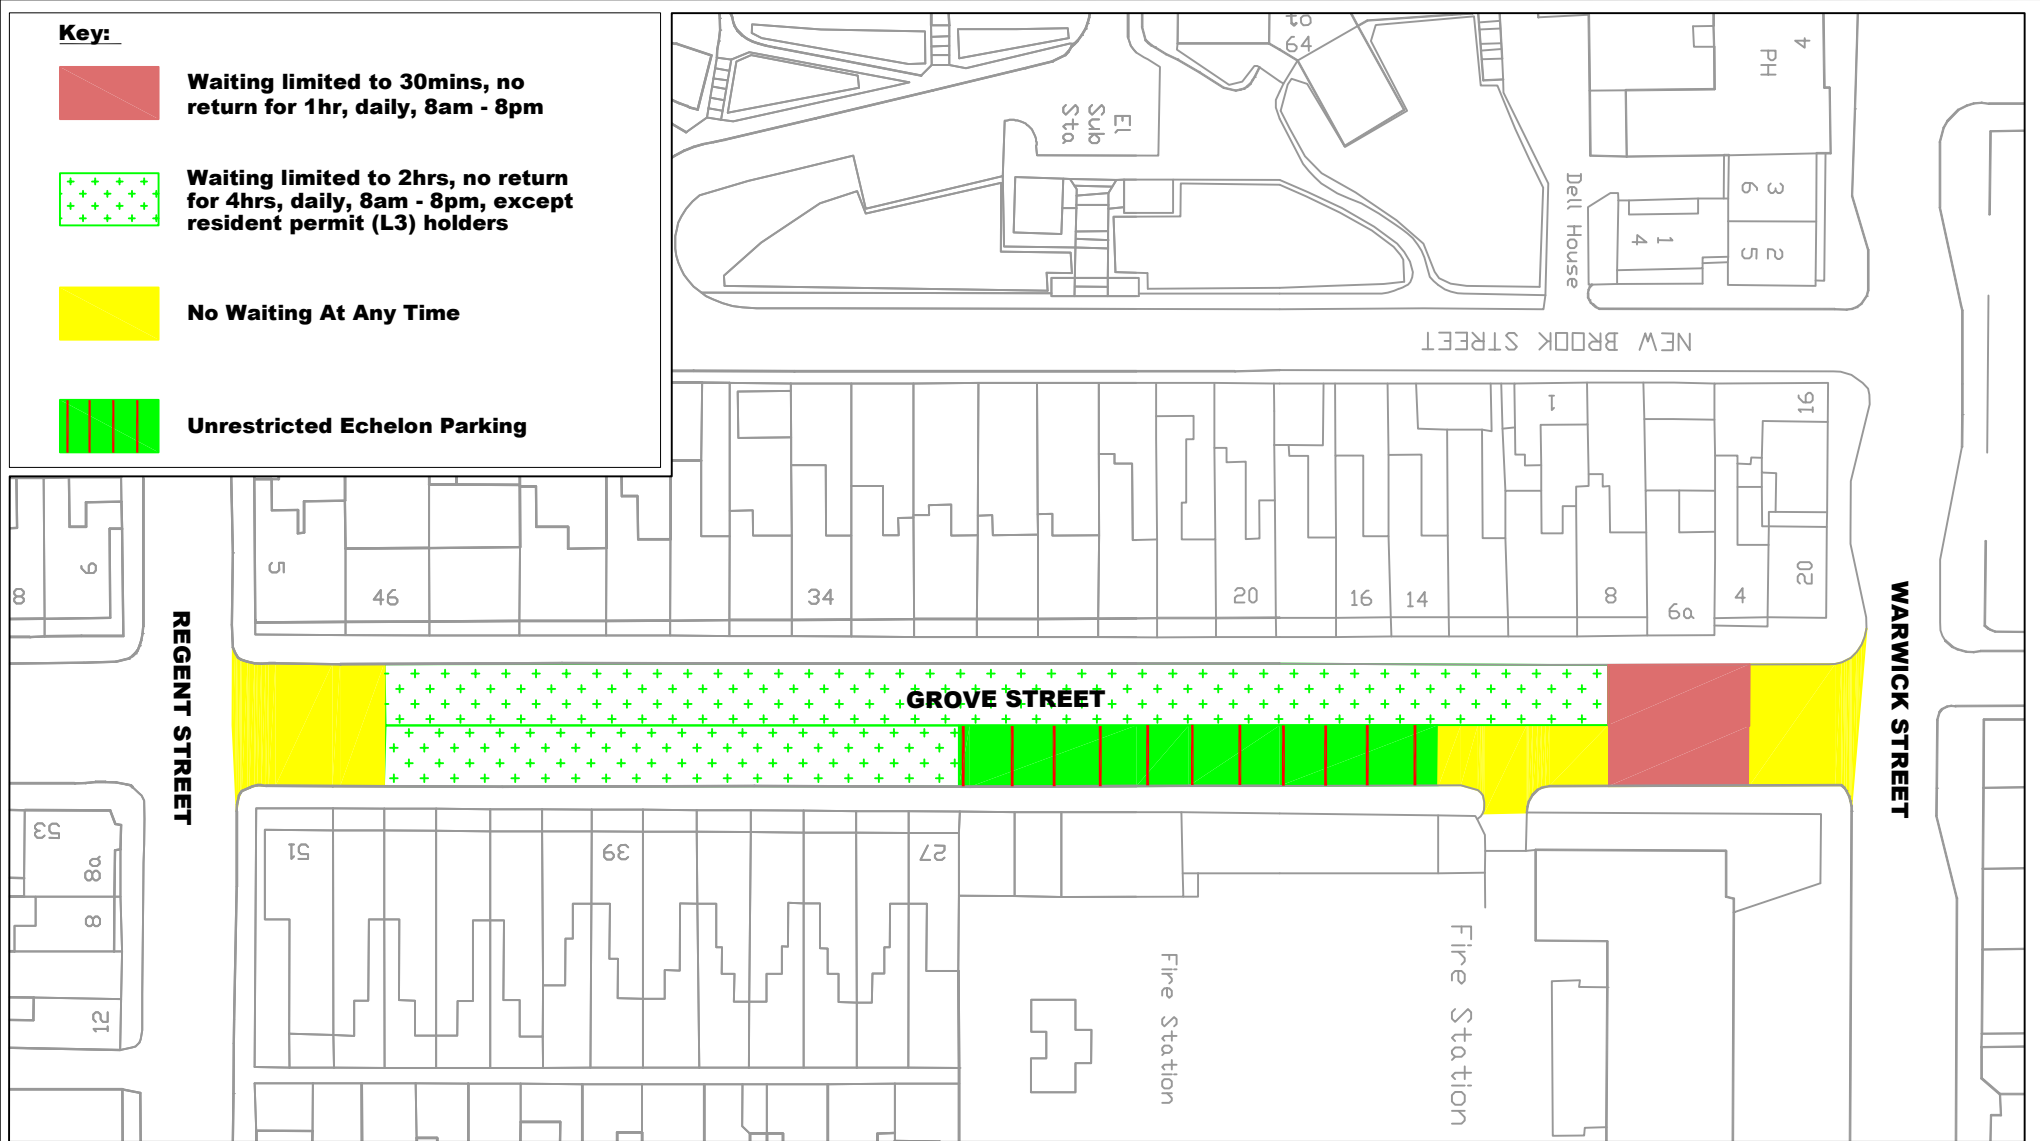 Key:
Waiting limited to 30mins, no
return for 1hr, daily, 8am - 8pm
Waiting limited to 2hrs, no return
for 4hrs, daily, 8am - 8pm, except
resident permit (L3) holders
No Waiting At Any Time
Unrestricted Echelon Parking
64
El
Sub
Sta
PH
4
Dell House
3
6
1
4
2
5
NEW BROOK STREET
1
16
8
9
5
46
34
20
16
14
8
6a
4
20
REGENT STREET
GROVE STREET
WARWICK STREET
53
8a
8
12
51
39
27
Fire Station
Fire Station